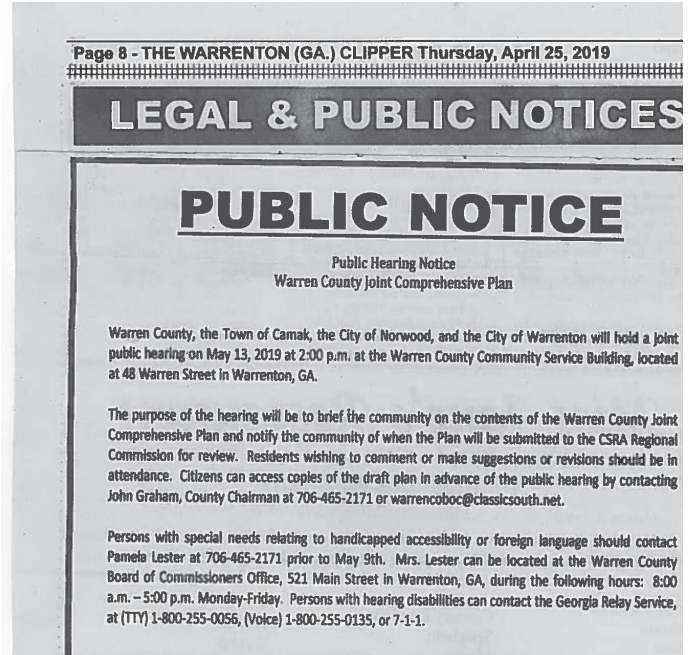 Page 8 - THE WARRENTON (GA.) CLIPPER Thursday, April 25, 2019
LEGAL & PUBLIC NOTICES
PUBLIC NOTICE
Public Hearing Notice
Warren County Joint Comprehensive Plan
Warren County, the Town of Camak, the City of Norwood, and the City of Warrenton will hold a joint
public hearing on May 13, 2019 at 2:00 p.m. at the Warren County Community Service Building, located
at 48 Warren Street in Warrenton, GA.
The purpose of the hearing will be to brief the community on the contents of the Warren County Joint
Comprehensive Plan and notify the community of when the Plan will be submitted to the CSRA Regional
Commission for review. Residents wishing to comment or make suggestions or revisions should be in
attendance. Citizens can access copies of the draft plan in advance of the public hearing by contacting
John Graham, County Chairman at 706-465-2171 or warrencoboc@classicsouth.net.
Persons with special needs relating to handicapped accessibility or foreign language should contact
Pamela Lester at 706-465-2171 prior to May 9th. Mrs. Lester can be located at the Warren County
Board of Commissioners Office, 521 Main Street in Warrenton, GA, during the following hours: 8:00
a.m. – 5:00 p.m. Monday-Friday. Persons with hearing disabilities can contact the Georgia Relay Service,
at (TTY) 1-800-255-0056, (Voice) 1-800-255-0135, or 7-1-1.